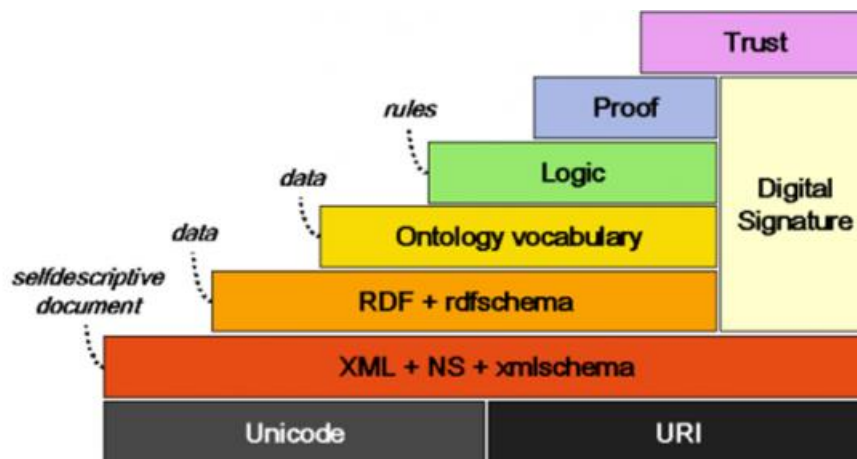 Trust
Proof
rules
Logic
Digital
Signature
data
Ontology vocabulary
data
RDF + rdfschema
selfdescriptive
document
XML + NS + xmlschema
Unicode
URI